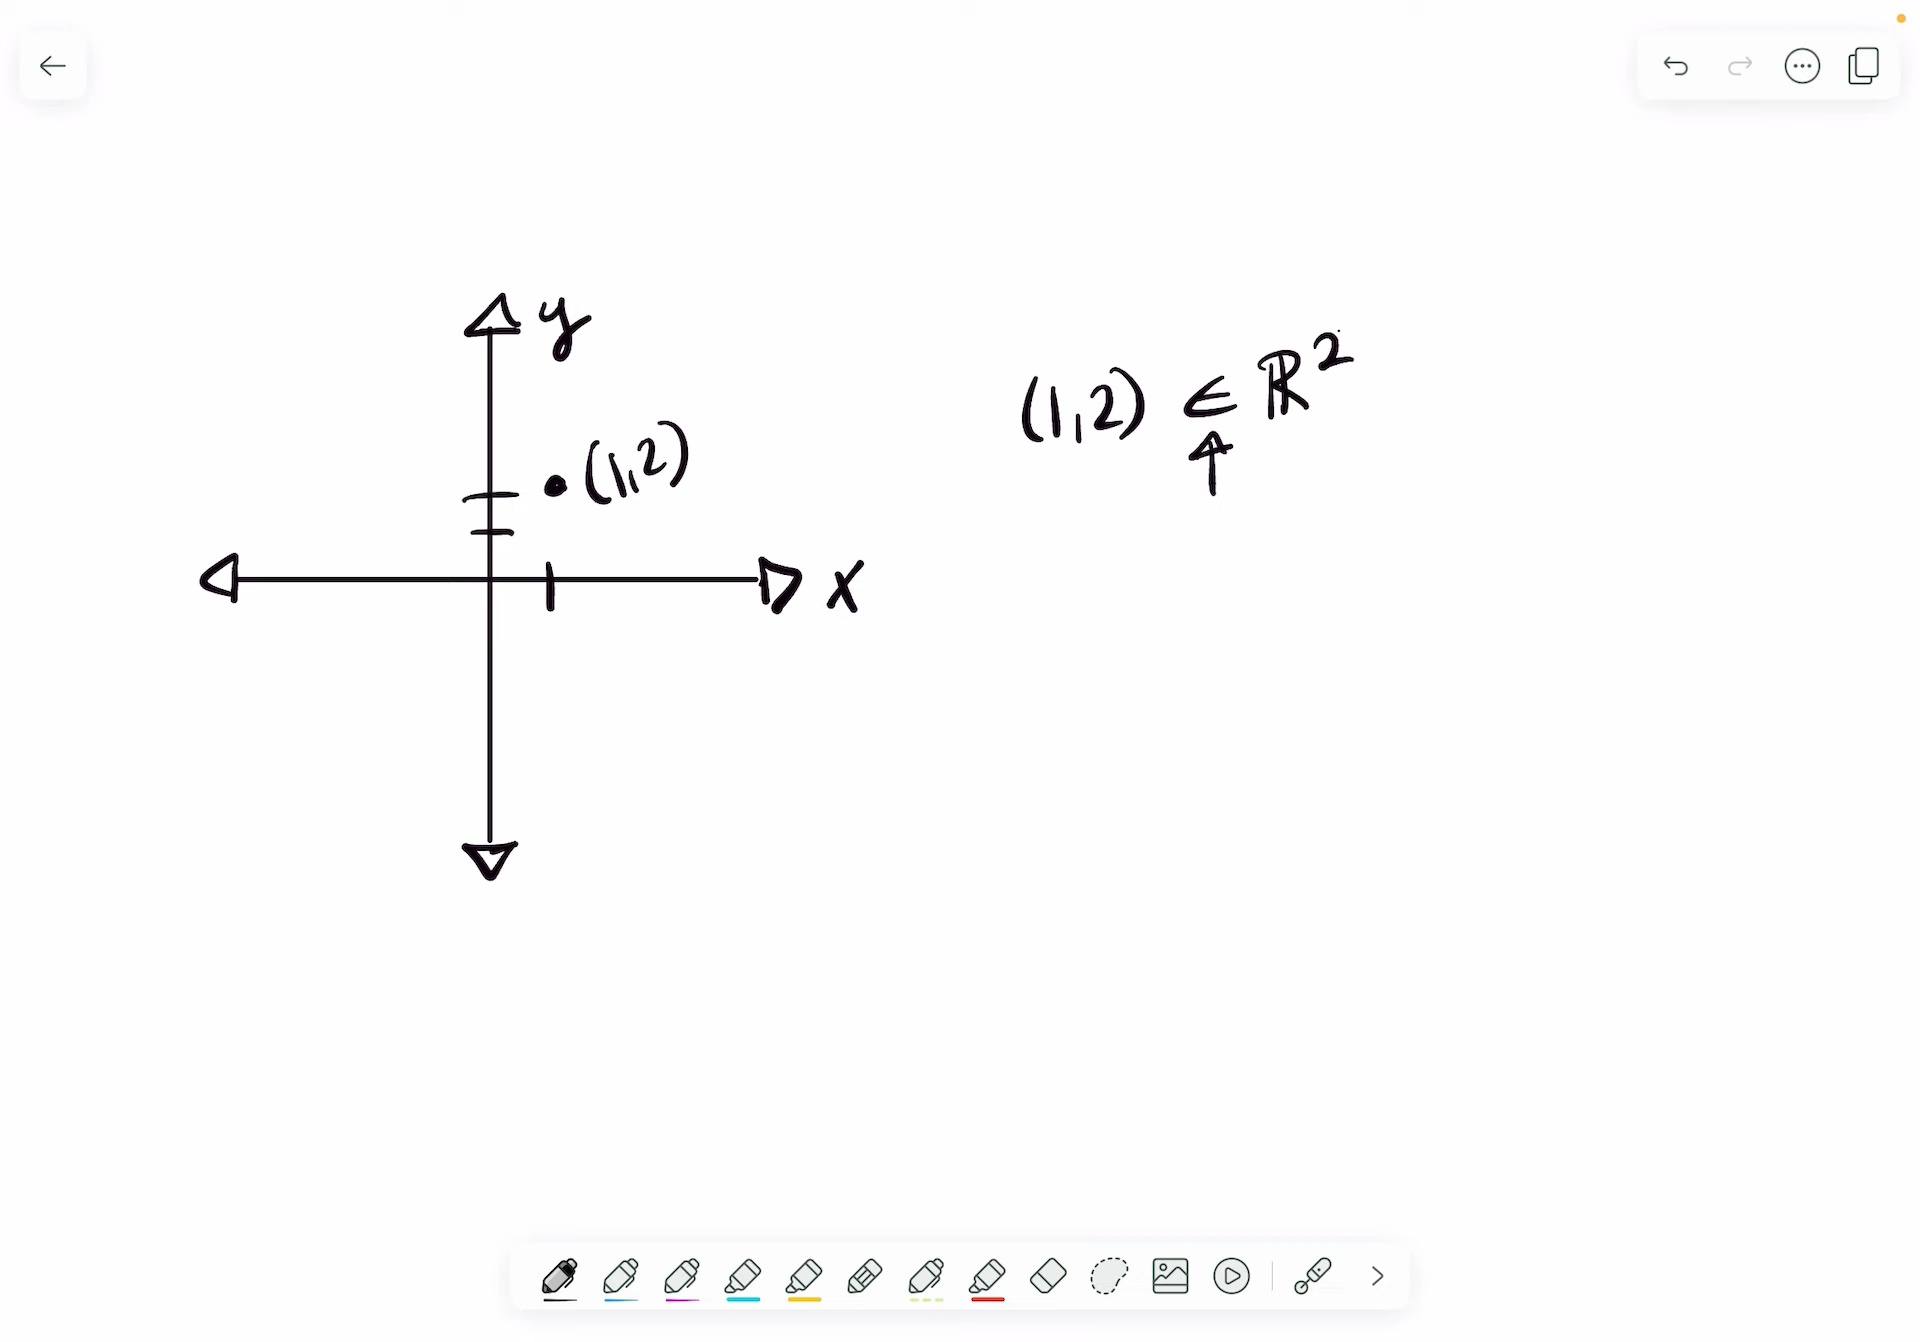 y
(1,2)
x
(1,2) ∈ ℝ²